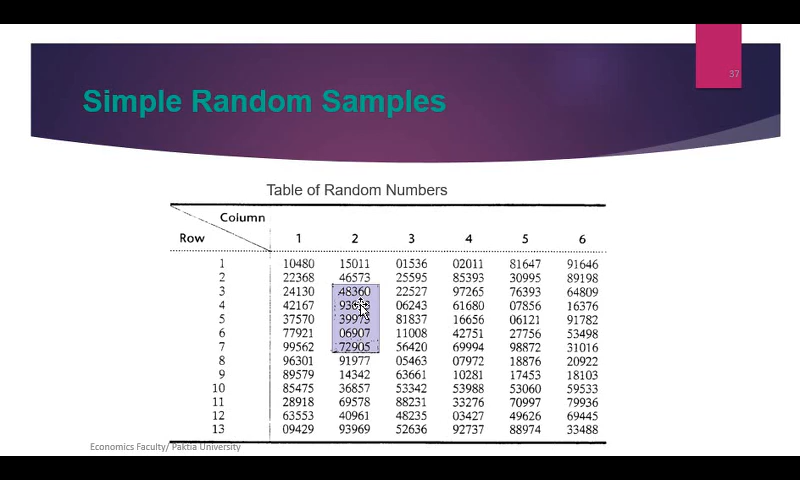 37
Simple Random Samples
Table of Random Numbers
Column
Row 1 2 3 4 5 6
1 10480 15011 01536 02011 81647 91646
2 22368 46573 25595 85393 30995 89198
3 24130 48360 22527 97265 76393 64809
4 42167 06243 61680 07856 16376
5 37570 39975 81837 16656 06121 91782
6 77921 06907 11008 42751 27756 53498
7 99562 72905 56420 69994 98872 31016
8 96301 91977 05463 07972 18876 20922
9 89579 14342 63661 10281 17453 18103
10 85475 36857 53342 53988 53060 59533
11 28918 69578 88231 33276 70997 79936
12 63553 40961 48235 03427 49626 69445
13 09429 93969 52636 92737 88974 33488
Economics Faculty/ Paktia University